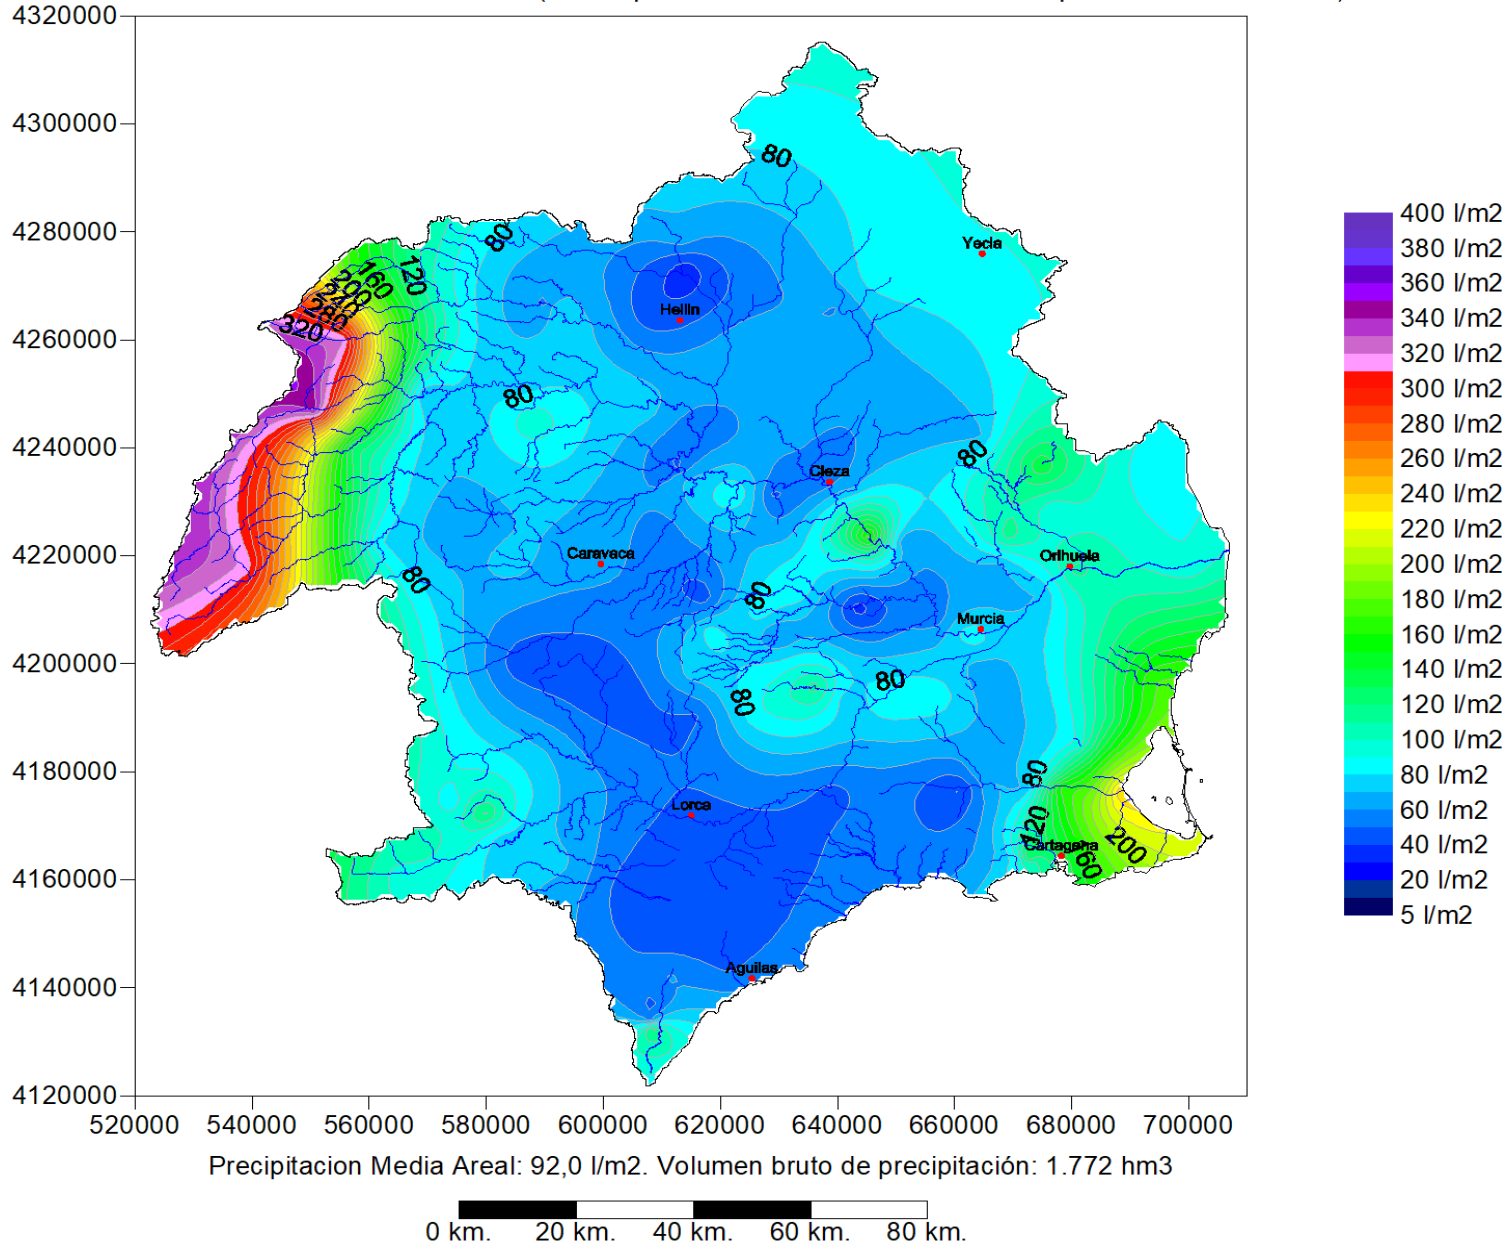 4320000
4300000
4280000
4260000
4240000
4220000
4200000
4180000
4160000
4140000
4120000
520000 540000 560000 580000 600000 620000 640000 660000 680000 700000
80
80
120
160
200
240
280
320
80
80
80
80
80
80
80
120
160
200
Yecla
Hellin
Cieza
Caravaca
Orihuela
Murcia
Lorca
Cartagena
Aguilas
400 l/m2
380 l/m2
360 l/m2
340 l/m2
320 l/m2
300 l/m2
280 l/m2
260 l/m2
240 l/m2
220 l/m2
200 l/m2
180 l/m2
160 l/m2
140 l/m2
120 l/m2
100 l/m2
80 l/m2
60 l/m2
40 l/m2
20 l/m2
5 l/m2
Precipitacion Media Areal: 92,0 l/m2. Volumen bruto de precipitación: 1.772 hm3
0 km. 20 km. 40 km. 60 km. 80 km.